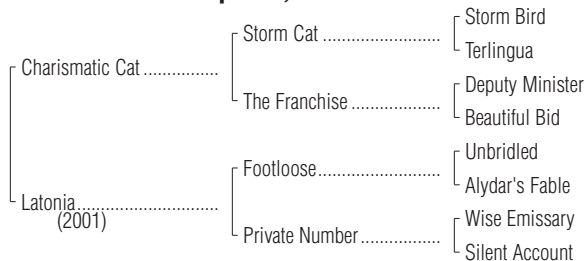 Storm Bird
Storm Cat ........................
Terlingua
Charismatic Cat ................
Deputy Minister
The Franchise ...................
Beautiful Bid
Unbridled
Footloose..........................
Alydar's Fable
Latonia..............................
(2001)
Wise Emissary
Private Number .................
Silent Account